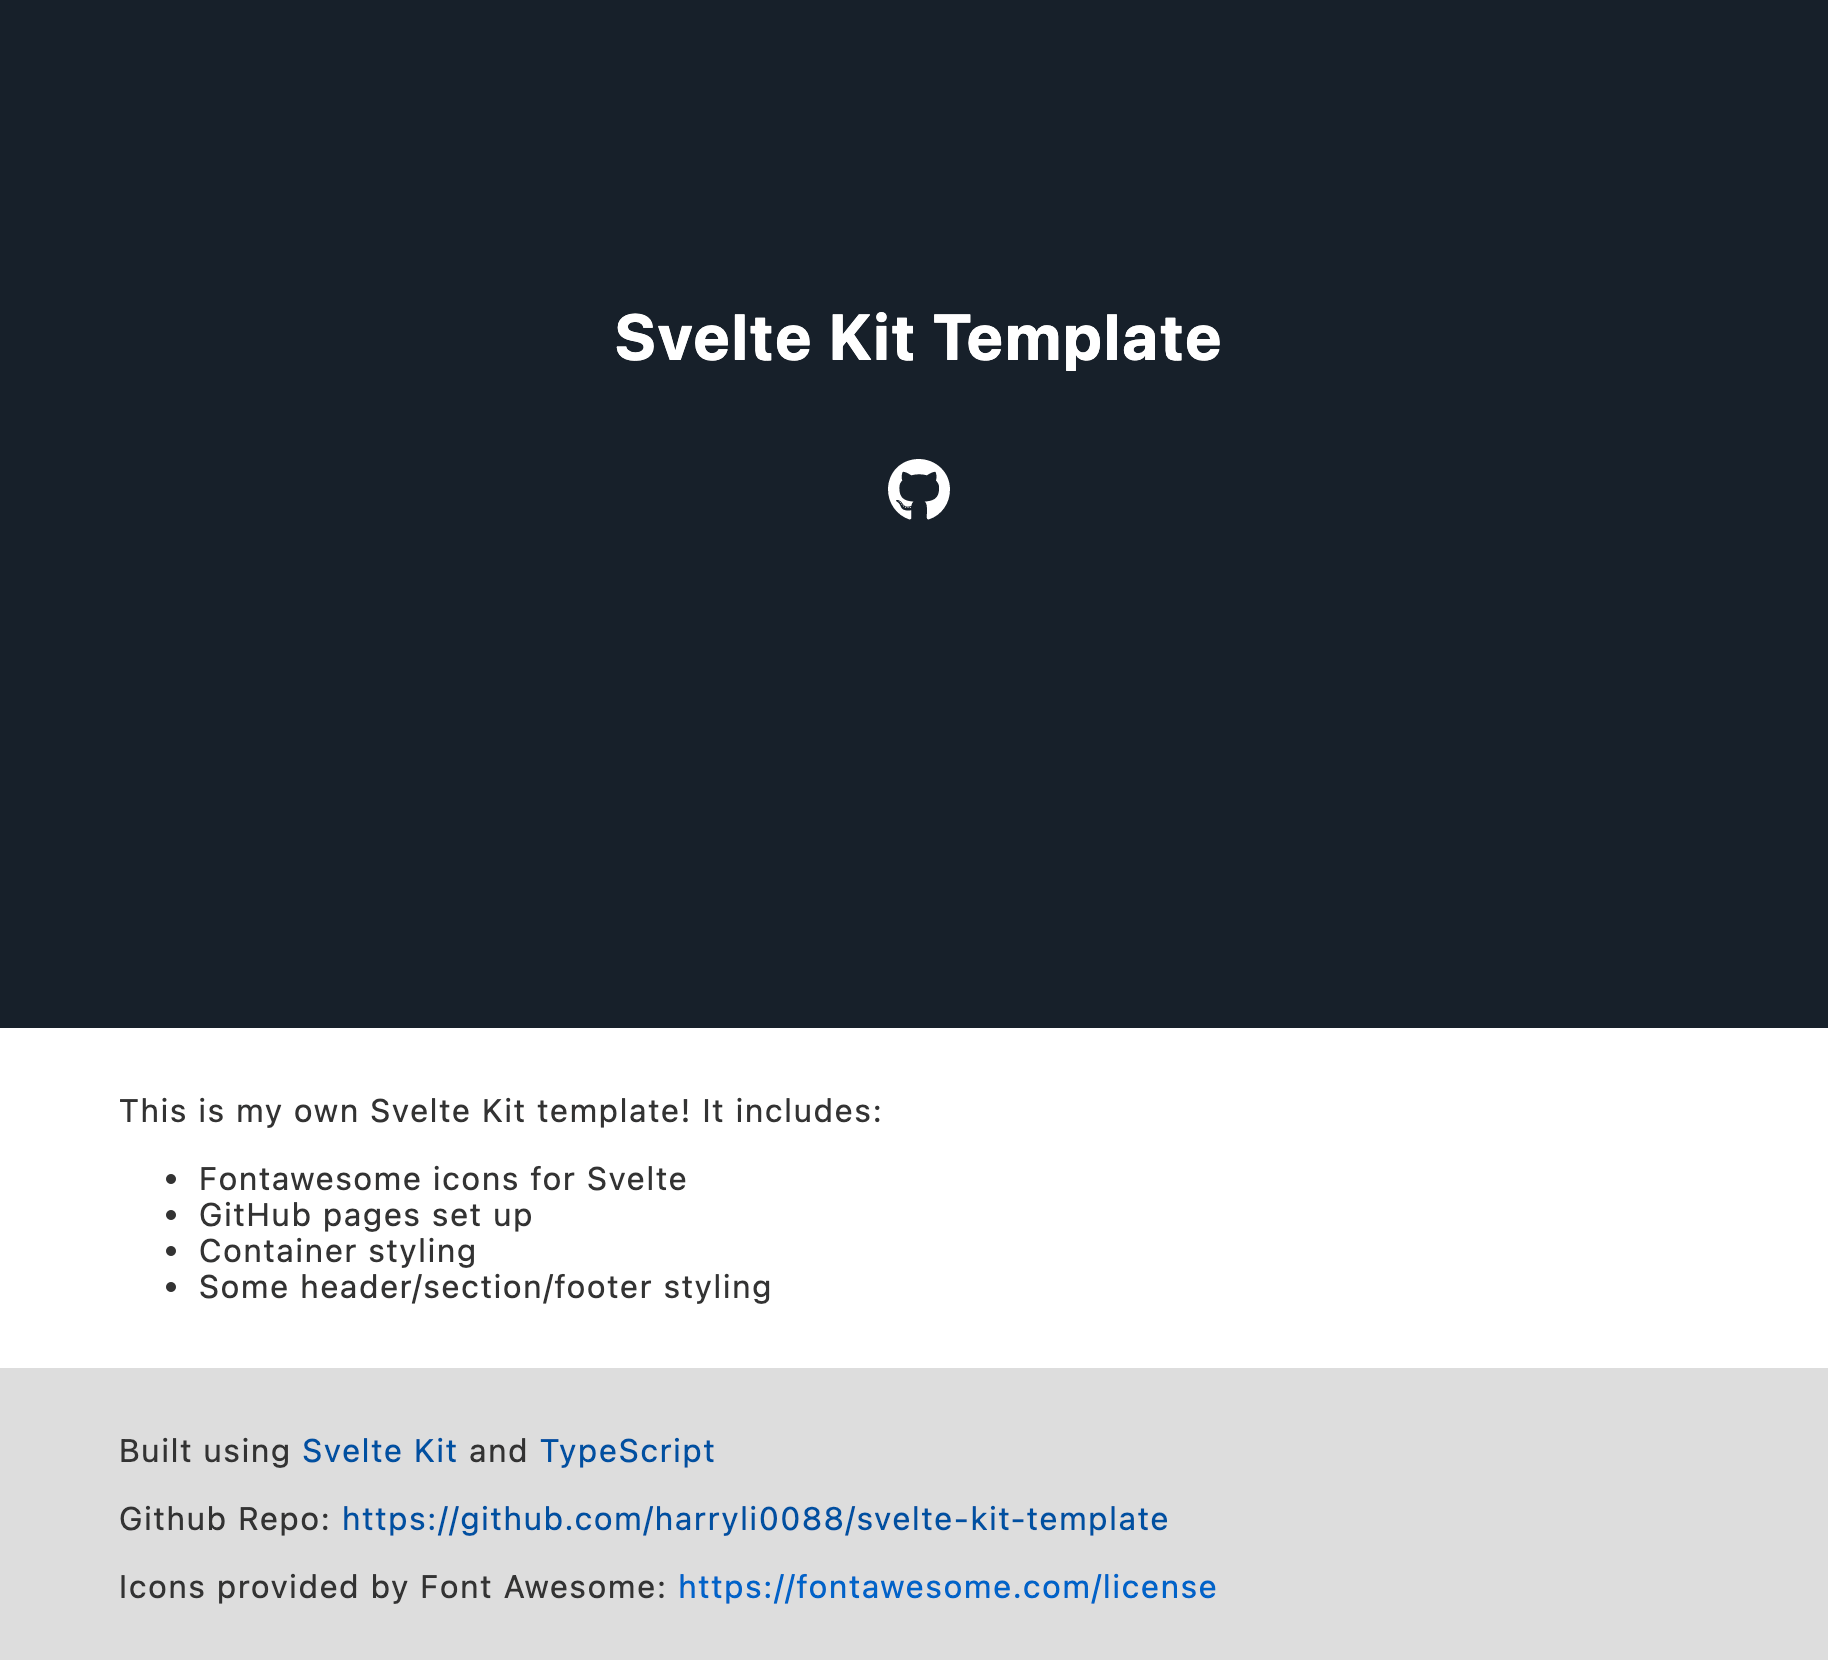 Svelte Kit Template
This is my own Svelte Kit template! It includes:
• Fontawesome icons for Svelte
• GitHub pages set up
• Container styling
• Some header/section/footer styling
Built using Svelte Kit and TypeScript
Github Repo: https://github.com/harryli0088/svelte-kit-template
Icons provided by Font Awesome: https://fontawesome.com/license